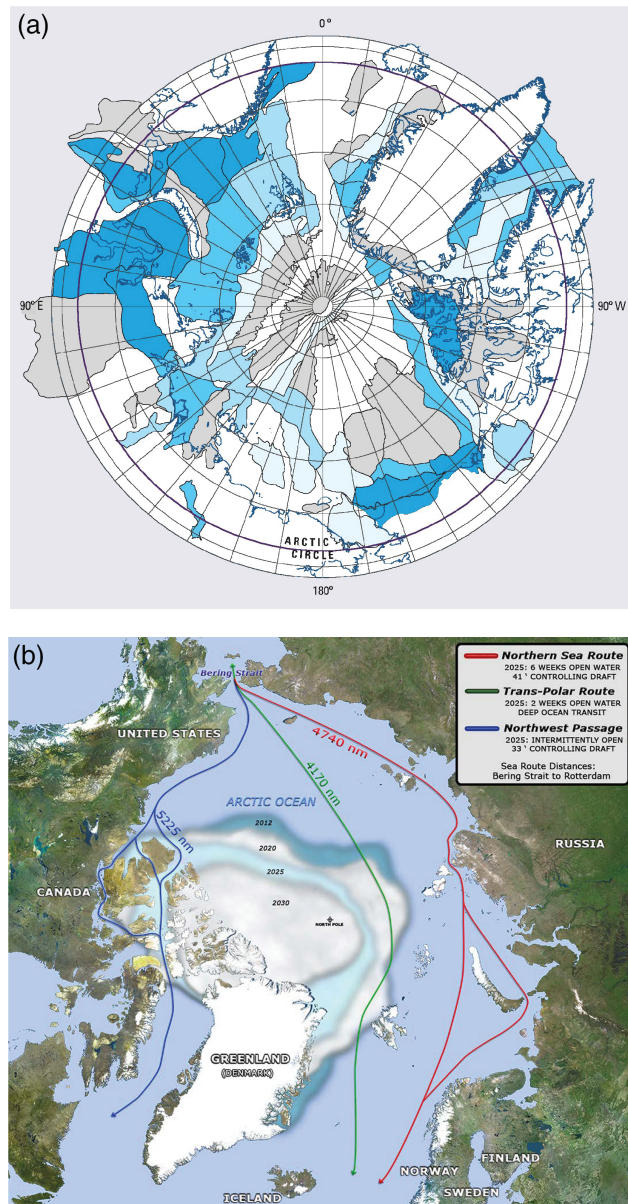 (a)
0°
90°E
90°W
ARCTIC
CIRCLE
180°
(b)
Bering Strait
Northern Sea Route
2025: 6 WEEKS OPEN WATER
41' CONTROLLING DRAFT
Trans-Polar Route
2025: 2 WEEKS OPEN WATER
DEEP OCEAN TRANSIT
Northwest Passage
2025: INTERMITTENTLY OPEN
33' CONTROLLING DRAFT
Sea Route Distances:
Bering Strait to Rotterdam
UNITED STATES
4740 nm
4170 nm
5225 nm
ARCTIC OCEAN
2012
2020
2025
2030
NORTH POLE
RUSSIA
CANADA
GREENLAND
(DENMARK)
NORWAY
FINLAND
SWEDEN
ICELAND